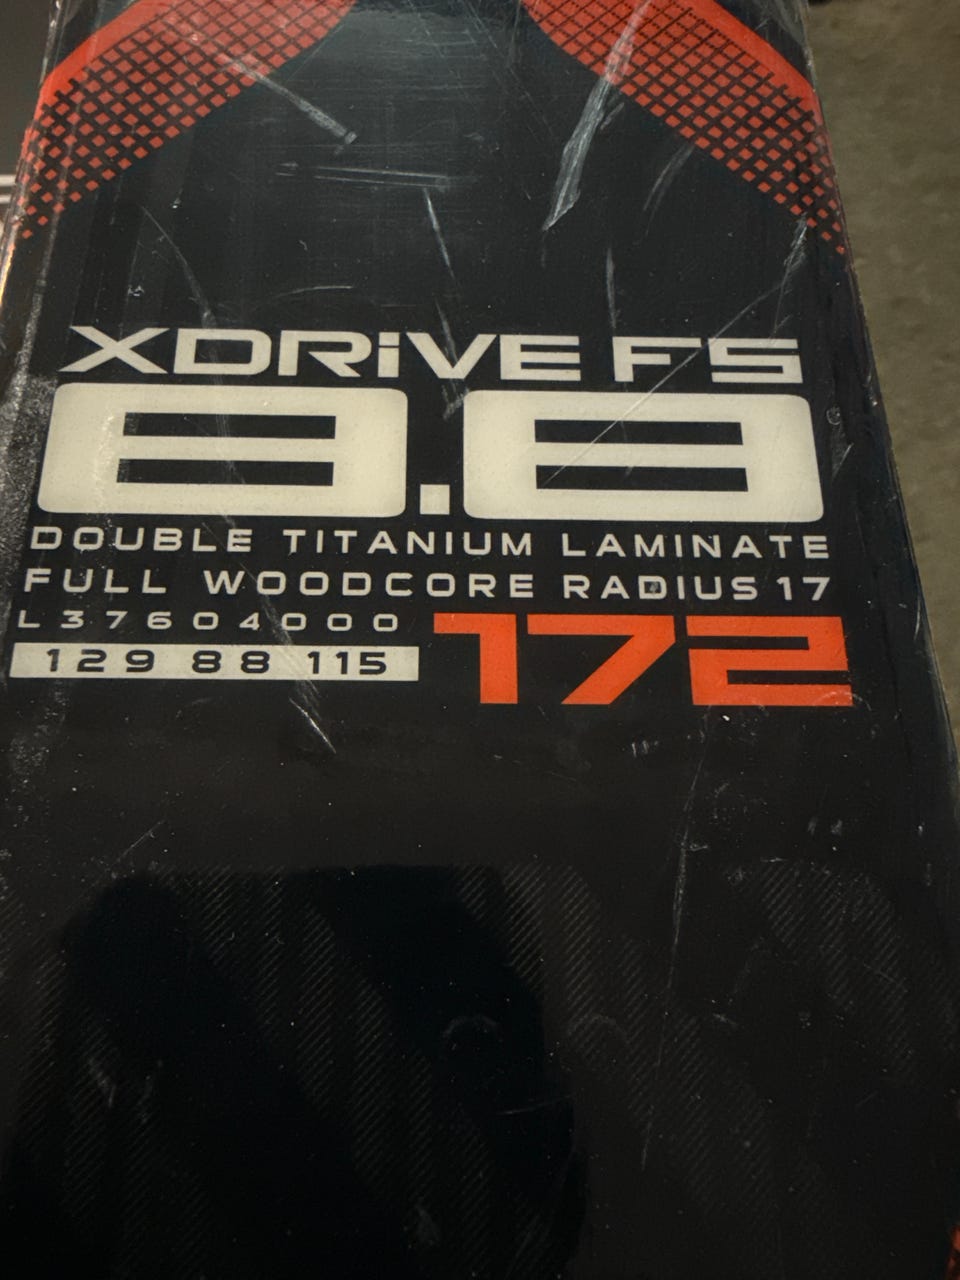 XDRiVE FS
8.8
DOUBLE TITANIUM LAMINATE
FULL WOODCORE RADIUS 17
L37604000
129 88 115
172